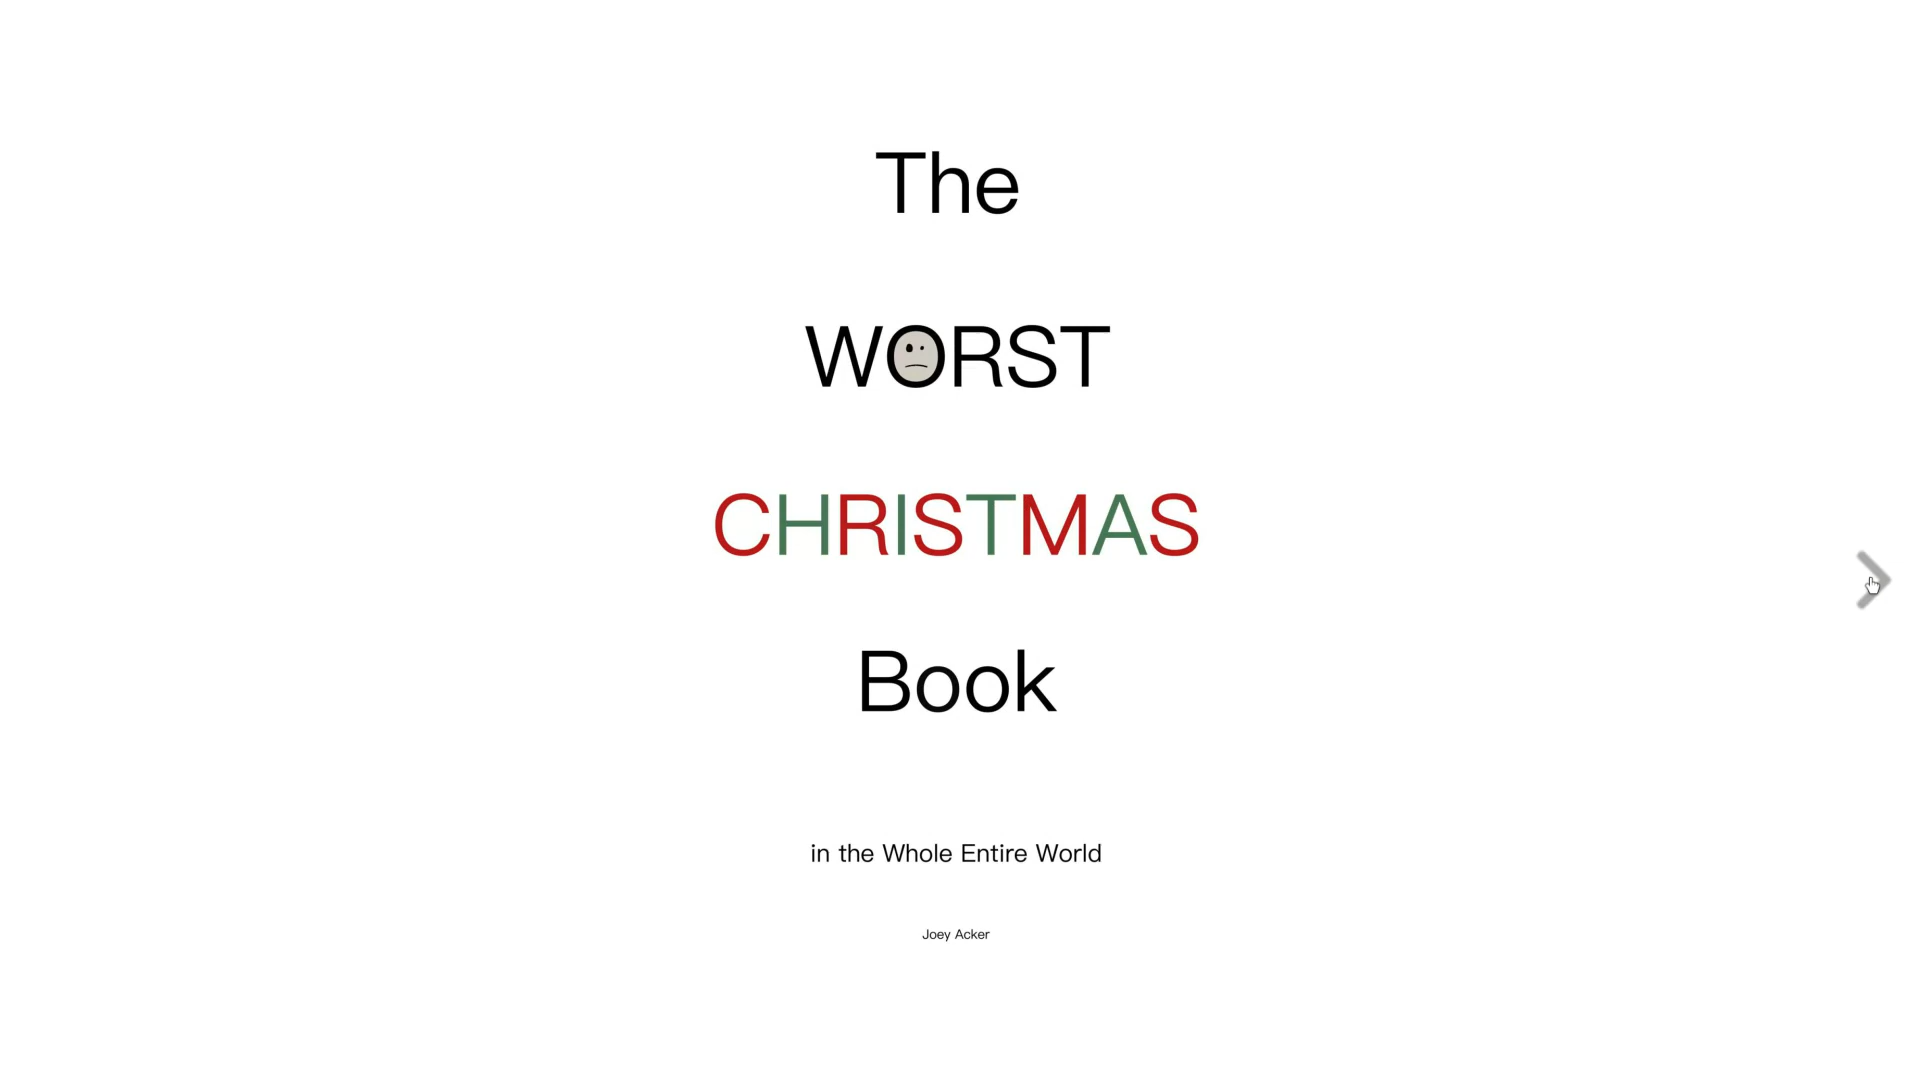 The
WORST
CHRISTMAS
Book
in the Whole Entire World
Joey Acker